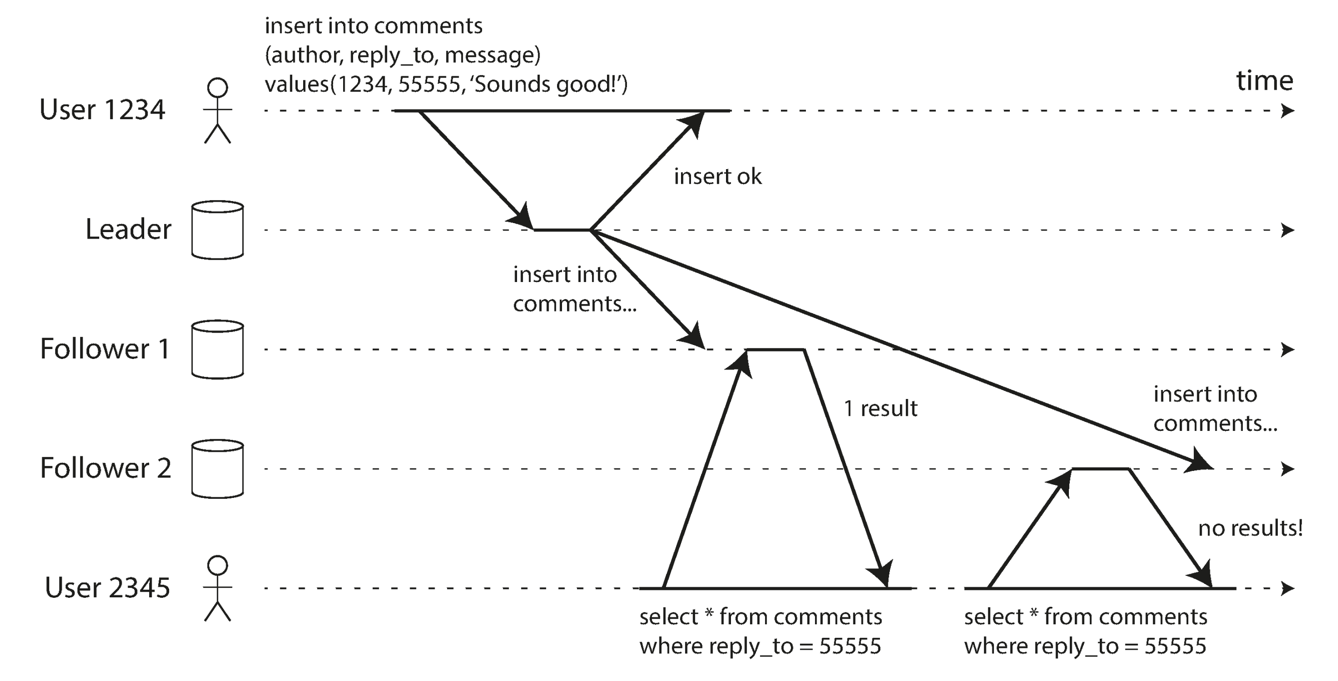 insert into comments
(author, reply_to, message)
values(1234, 55555, ‘Sounds good!’)
time
User 1234
insert ok
Leader
insert into
comments...
Follower 1
1 result
insert into
comments...
Follower 2
no results!
User 2345
select * from comments
where reply_to = 55555
select * from comments
where reply_to = 55555